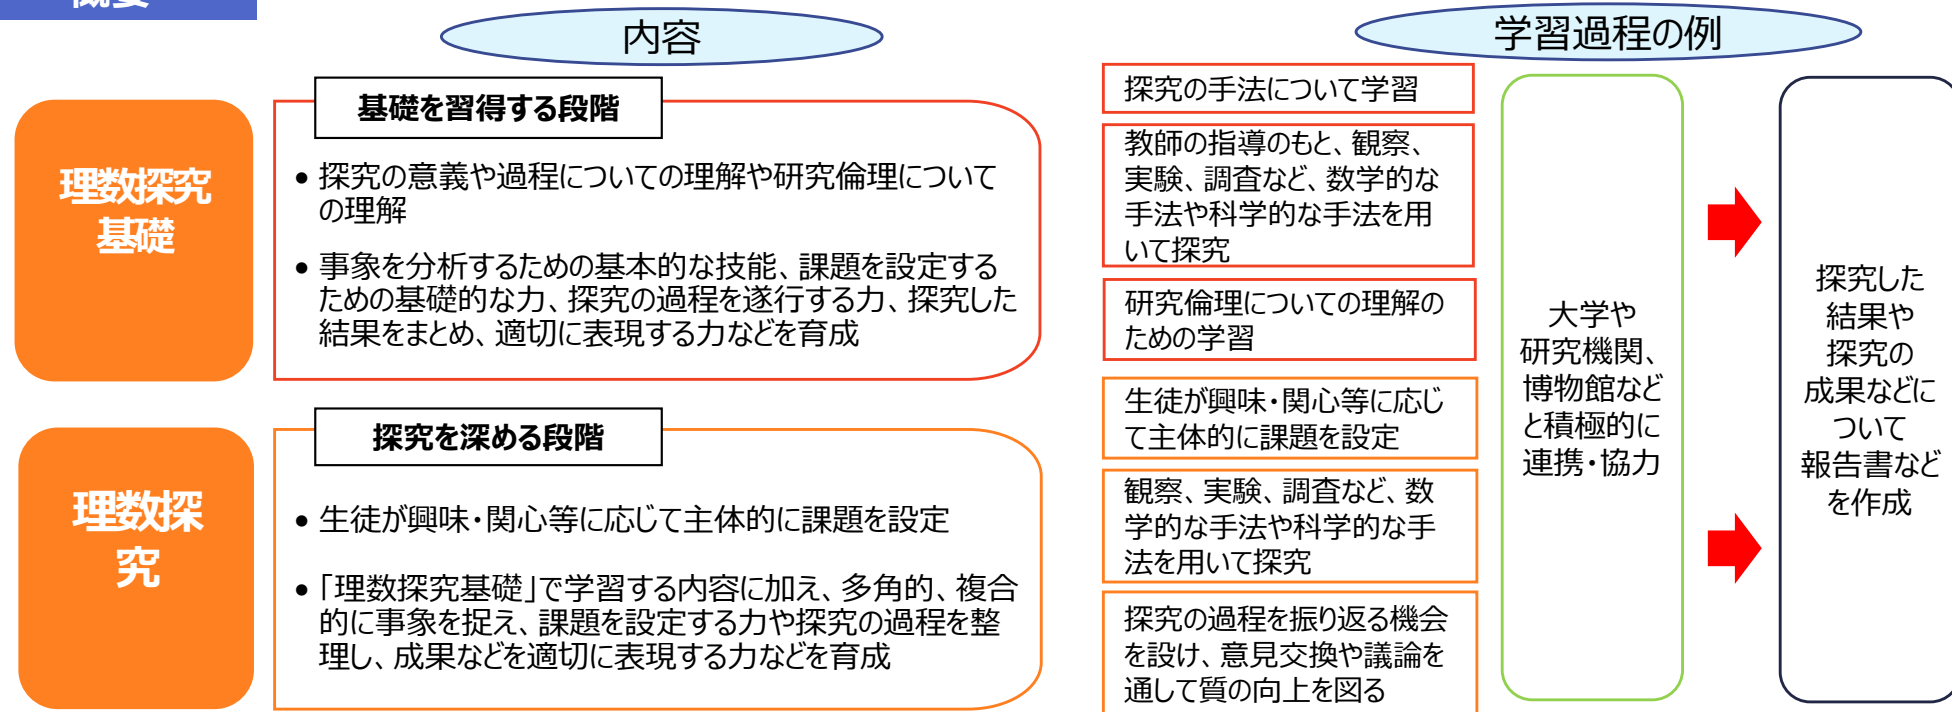 概要
内容
学習過程の例
理数探究
基礎
基礎を習得する段階
• 探究の意義や過程についての理解や研究倫理について
の理解
• 事象を分析するための基本的な技能、課題を設定する
ための基礎的な力、探究の過程を遂行する力、探究した
結果をまとめ、適切に表現する力などを育成
理数探
究
探究を深める段階
• 生徒が興味・関心等に応じて主体的に課題を設定
• 「理数探究基礎」で学習する内容に加え、多角的、複合
的に事象を捉え、課題を設定する力や探究の過程を整
理し、成果などを適切に表現する力などを育成
探究の手法について学習
教師の指導のもと、観察、
実験、調査など、数学的な
手法や科学的な手法を用
いて探究
研究倫理についての理解の
ための学習
生徒が興味・関心等に応じ
て主体的に課題を設定
観察、実験、調査など、数
学的な手法や科学的な手
法を用いて探究
探究の過程を振り返る機会
を設け、意見交換や議論を
通して質の向上を図る
大学や
研究機関、
博物館など
と積極的に
連携・協力
探究した
結果や
探究の
成果などに
ついて
報告書など
を作成